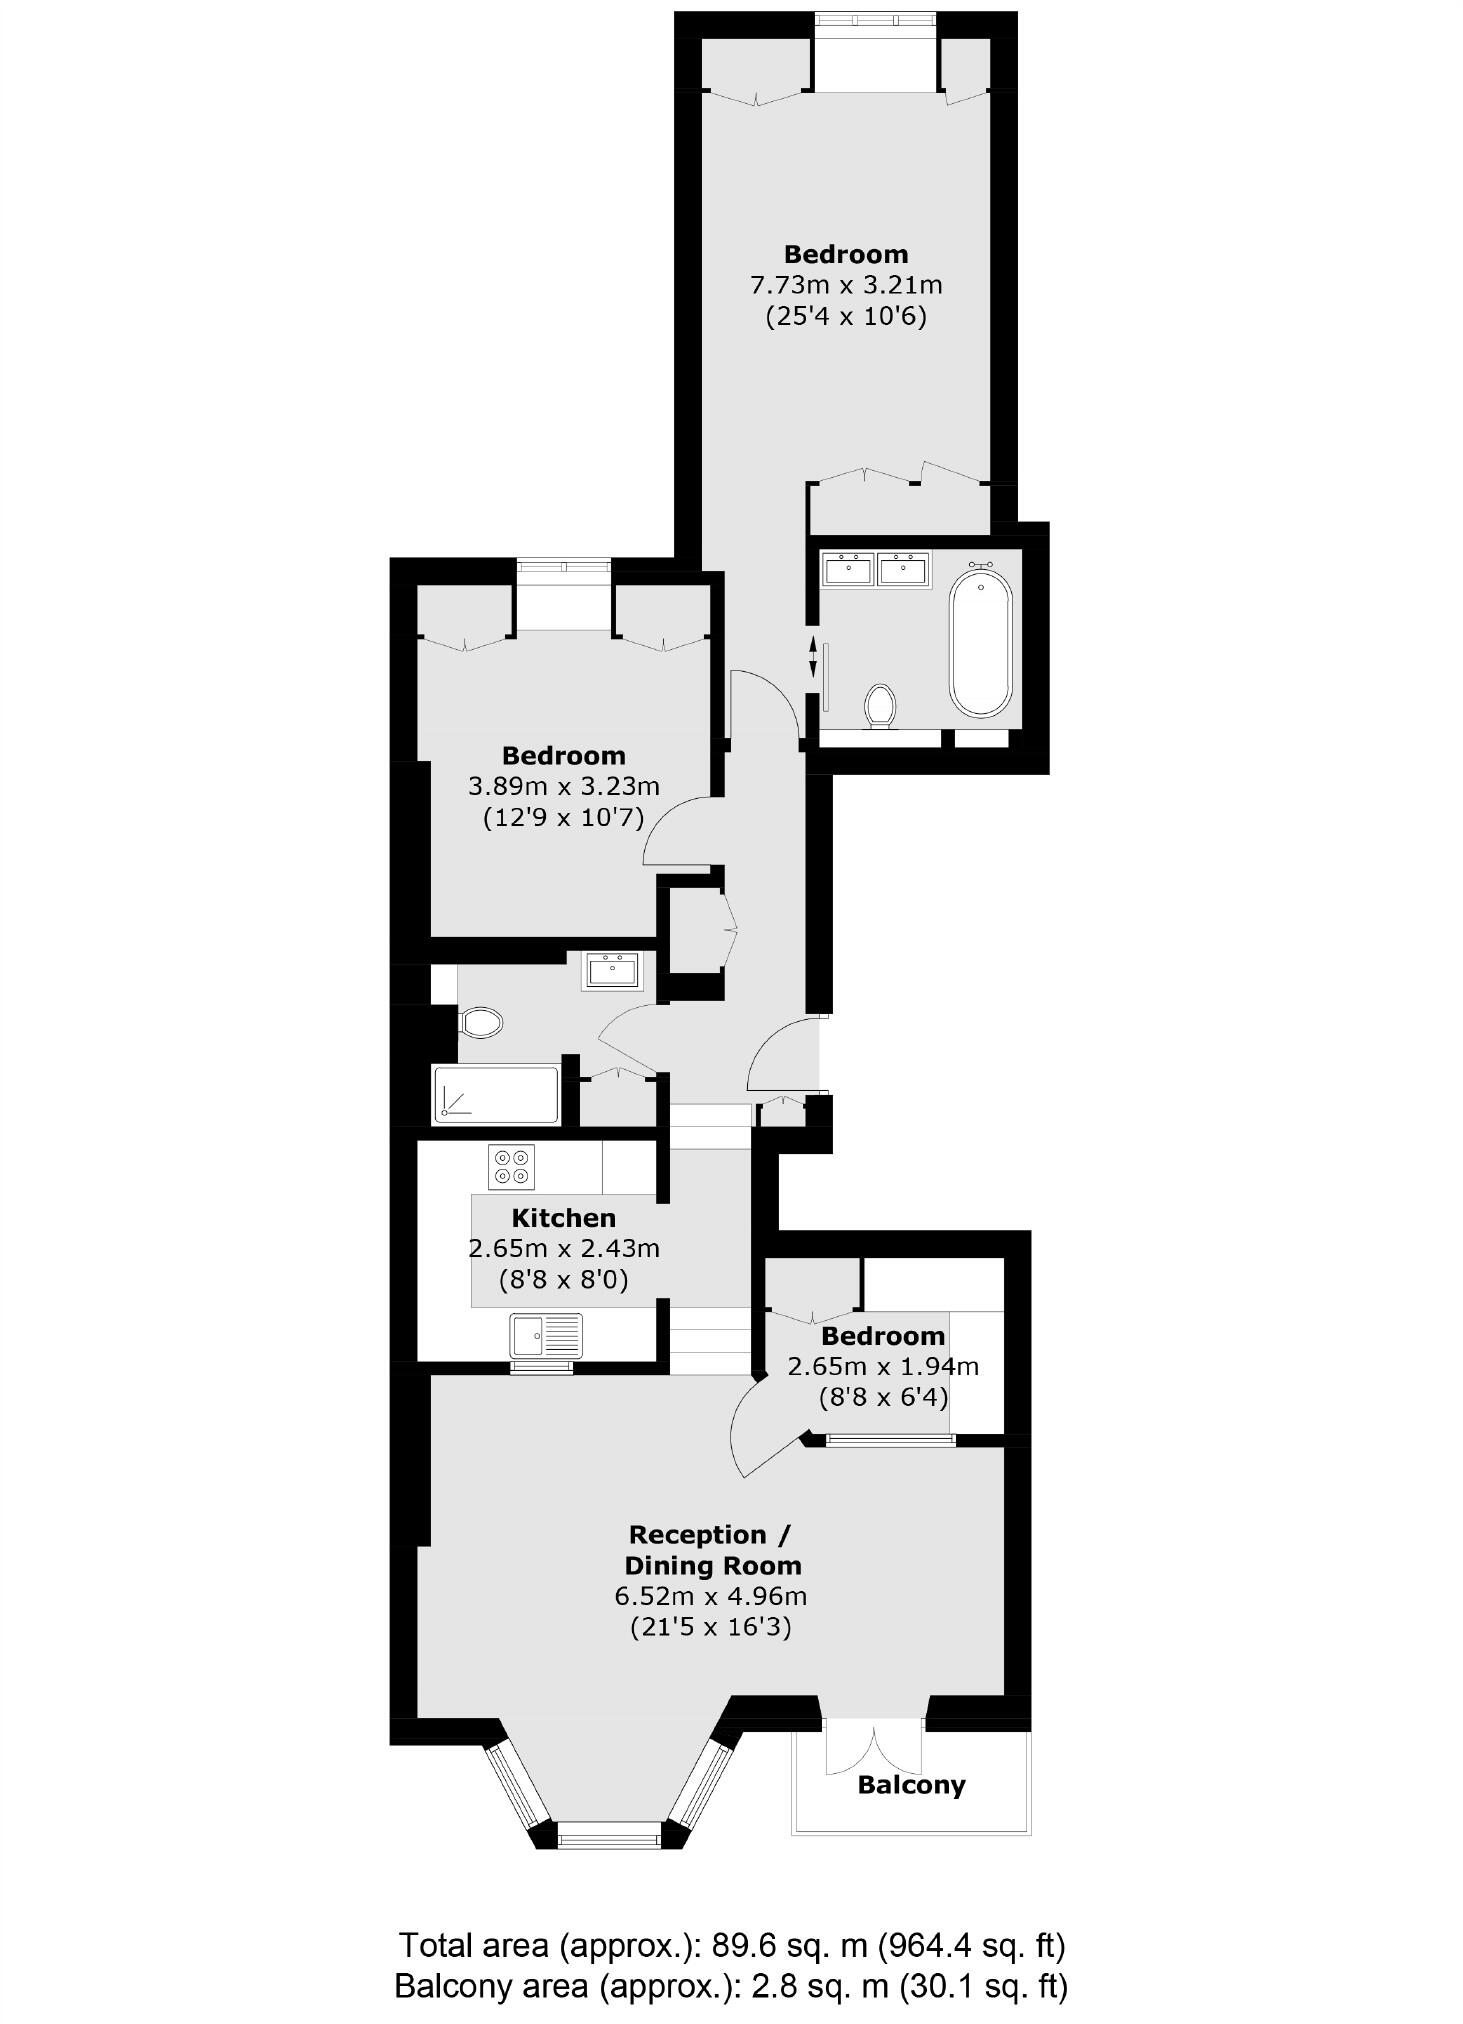 Bedroom
7.73m x 3.21m
(25'4 x 10'6)
Bedroom
3.89m x 3.23m
(12'9 x 10'7)
Kitchen
2.65m x 2.43m
(8'8 x 8'0)
Bedroom
2.65m x 1.94m
(8'8 x 6'4)
Reception /
Dining Room
6.52m x 4.96m
(21'5 x 16'3)
Balcony
Total area (approx.): 89.6 sq. m (964.4 sq. ft)
Balcony area (approx.): 2.8 sq. m (30.1 sq. ft)